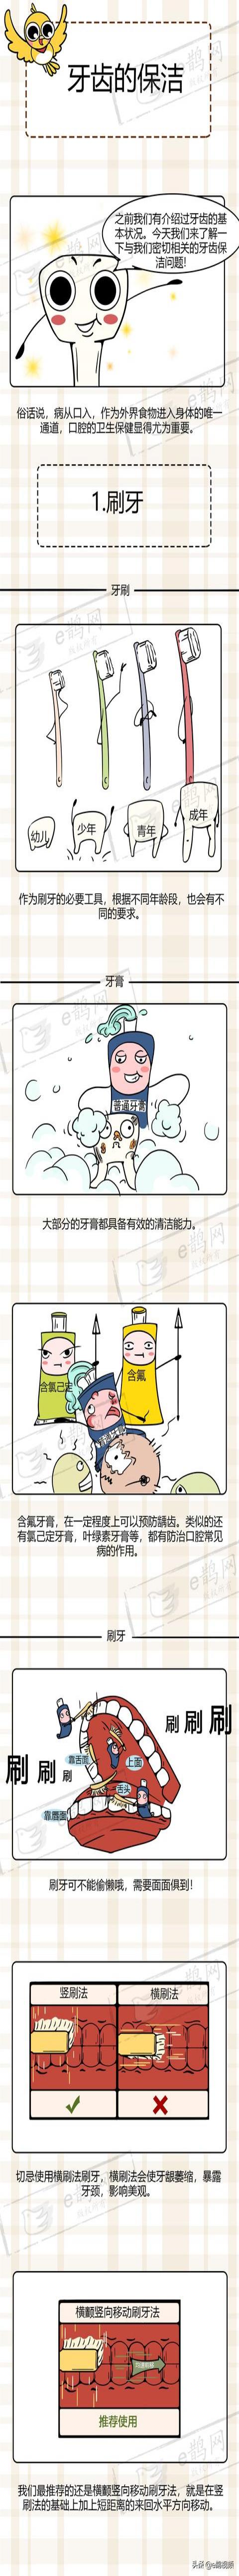 牙齿的保洁
之前我们有介绍过牙齿的基
本状况。今天我们来了解一
下与我们密切相关的牙齿保
洁问题!
俗话说，病从口入，作为外界食物进入身体的唯一
通道，口腔的卫生保健显得尤为重要。
1.刷牙
牙刷
幼儿
少年
青年
成年
作为刷牙的必要工具，根据不同年龄段，也会有不
同的要求。
牙膏
普通牙膏
大部分的牙膏都具备有效的清洁能力。
含氯己定
含氟
普通牙膏
含氟牙膏，在一定程度上可以预防龋齿。类似的还
有氯己定牙膏，叶绿素牙膏等，都有防治口腔常见
病的作用。
刷牙
刷 刷 刷
刷 刷 刷
靠舌面
上面
舌头
靠唇面
刷牙可不能偷懒哦，需要面面俱到！
竖刷法
横刷法
切忌使用横刷法刷牙，横刷法会使牙龈萎缩，暴露
牙颈，影响美观。
横颤竖向移动刷牙法
推荐使用
我们最推荐的还是横颤竖向移动刷牙法，就是在竖
刷法的基础上加上短距离的来回水平方向移动。
e鹊网
头条 @e鹊视听